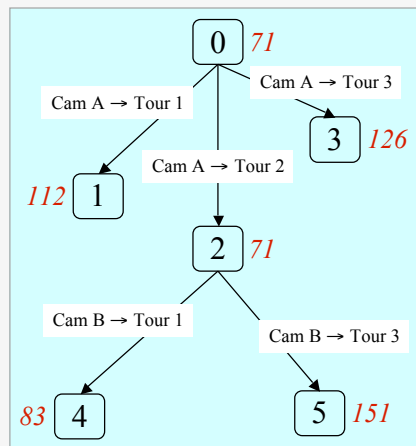 0 71
Cam A → Tour 3
Cam A → Tour 1
3 126
Cam A → Tour 2
112 1
2 71
Cam B → Tour 1
Cam B → Tour 3
83 4
5 151